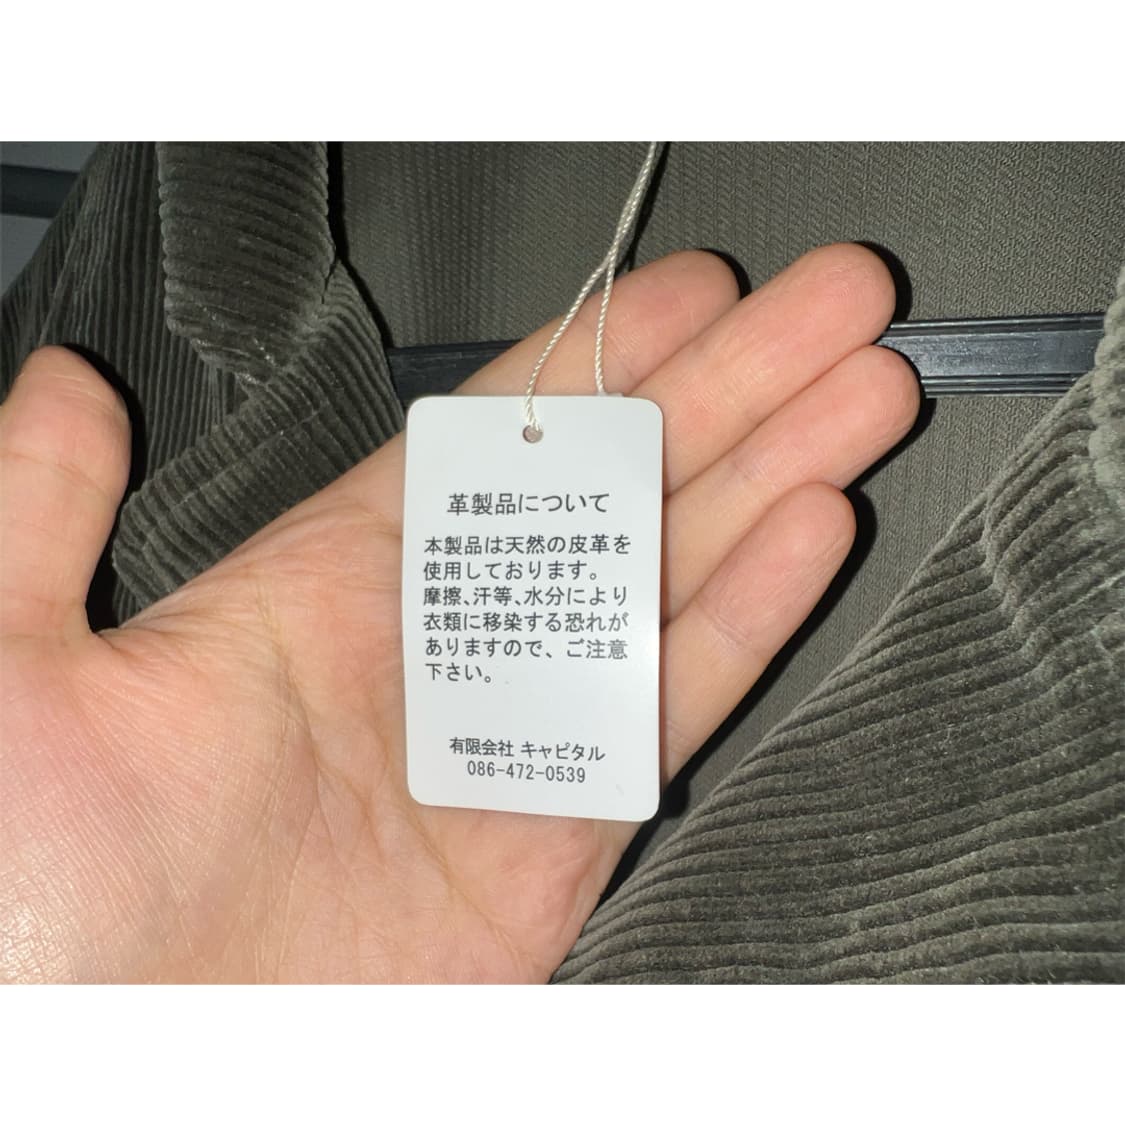 革製品について
本製品は天然の皮革を
使用しております。
摩擦、汗等、水分により
衣類に移染する恐れが
ありますので、ご注意
下さい。
有限会社 キャピタル
086-472-0539